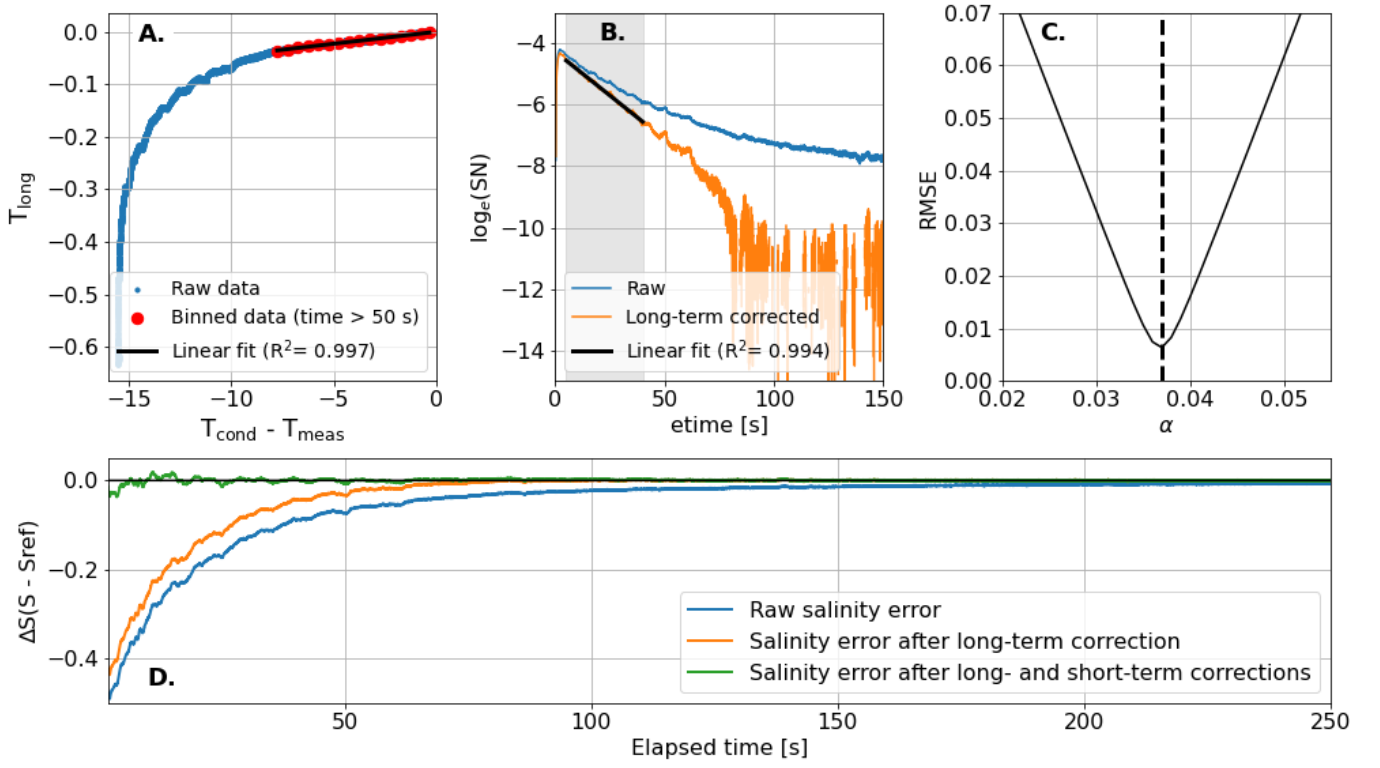 A.
0.0
−0.1
−0.2
−0.3
−0.4
−0.5
−0.6
T_long
Raw data
Binned data (time > 50 s)
Linear fit (R²= 0.997)
−15
−10
−5
0
T_cond - T_meas
B.
−4
−6
−8
−10
−12
−14
logₑ(SN)
Raw
Long-term corrected
Linear fit (R²= 0.994)
0
50
100
150
etime [s]
C.
0.07
0.06
0.05
0.04
0.03
0.02
0.01
0.00
RMSE
0.02
0.03
0.04
0.05
α
0.0
−0.2
−0.4
ΔS(S - Sref)
D.
Raw salinity error
Salinity error after long-term correction
Salinity error after long- and short-term corrections
50
100
150
200
250
Elapsed time [s]